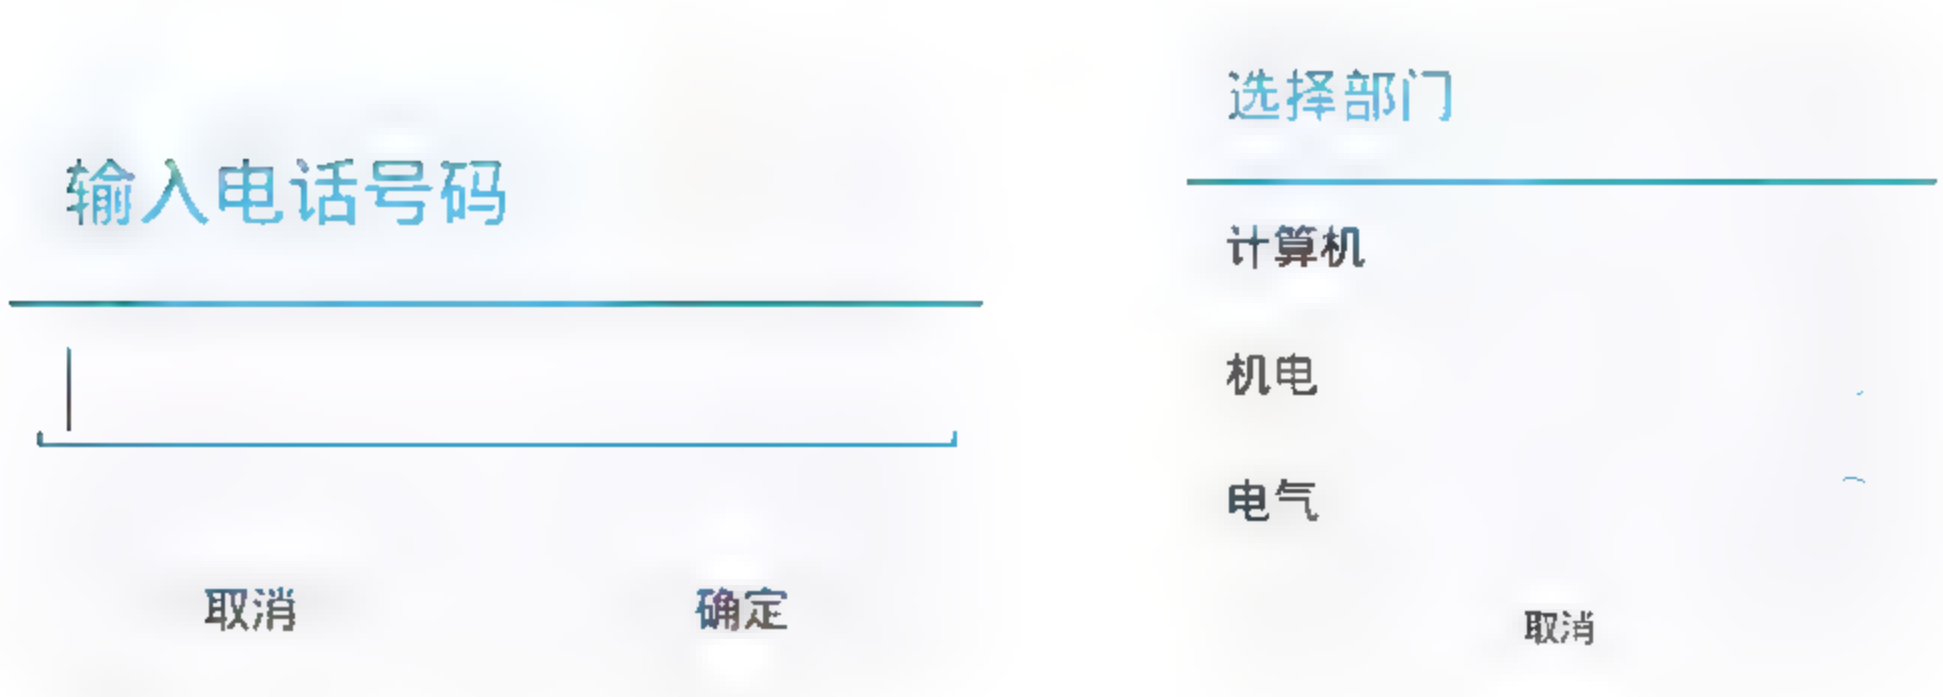 输入电话号码
取消 确定
选择部门
计算机
机电
电气
取消